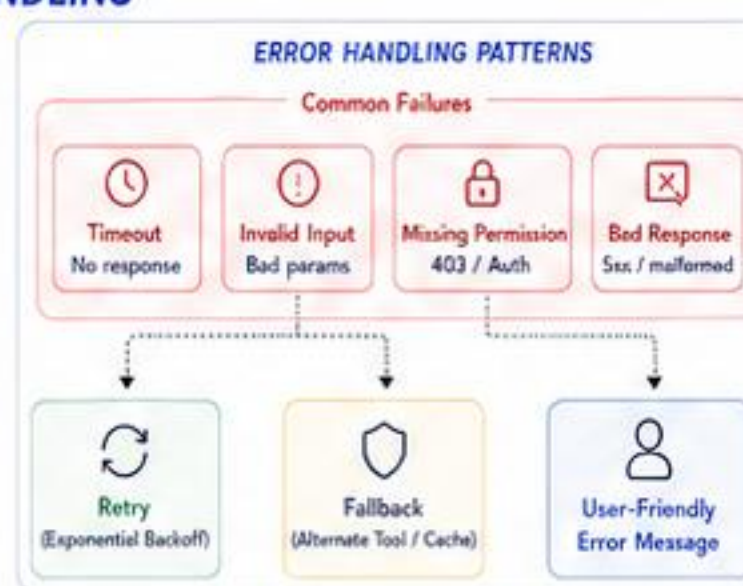 ERROR HANDLING PATTERNS
Common Failures
Timeout
No response
Invalid Input
Bad params
Missing Permission
403 / Auth
Bad Response
/ malformed
Retry
(Exponential Backoff)
Fallback
(Alternate Tool / Cache)
User-Friendly
Error Message